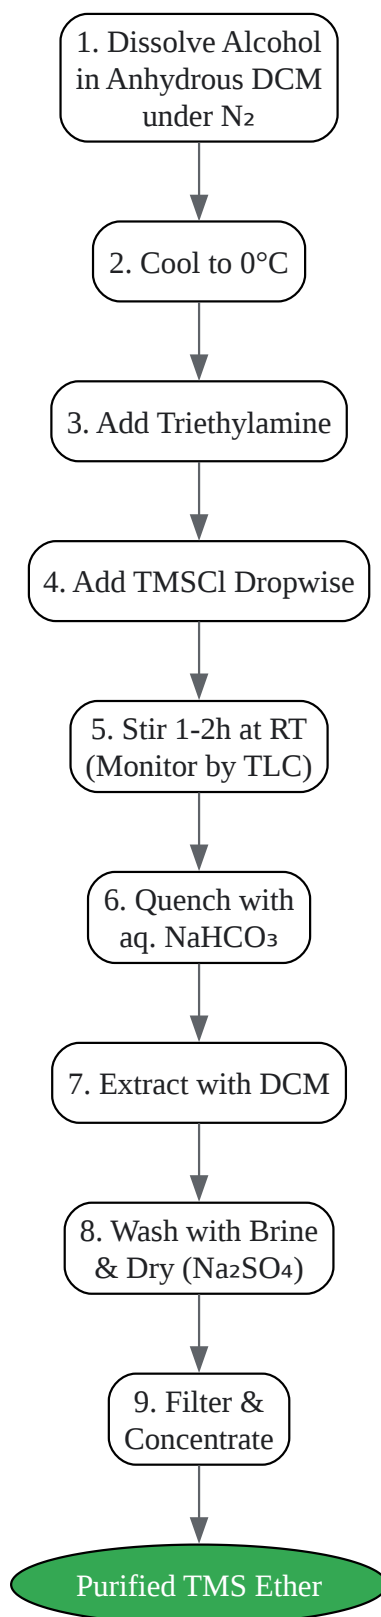 1. Dissolve Alcohol
in Anhydrous DCM
under N₂
2. Cool to 0°C
3. Add Triethylamine
4. Add TMSCl Dropwise
5. Stir 1-2h at RT
(Monitor by TLC)
6. Quench with
aq. NaHCO₃
7. Extract with DCM
8. Wash with Brine
& Dry (Na₂SO₄)
9. Filter &
Concentrate
Purified TMS Ether